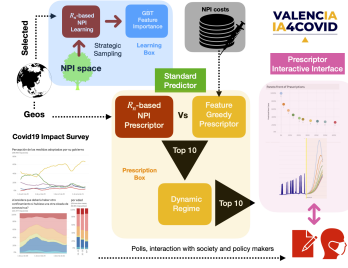 Selected
Rn-based
NPI
Learning
GBT
Feature
Importance
Strategic
Sampling
Learning
Box
NPI space
NPI costs
VALENCIA
IA4COVID
Prescriptor
Interactive Interface
Geos
Standard
Predictor
Rn-based
NPI
Prescriptor
Vs
Feature
Greedy
Prescriptor
Top 10
Prescription
Box
Dynamic
Regime
Top 10
Covid19 Impact Survey
Polls, interaction with society and policy makers